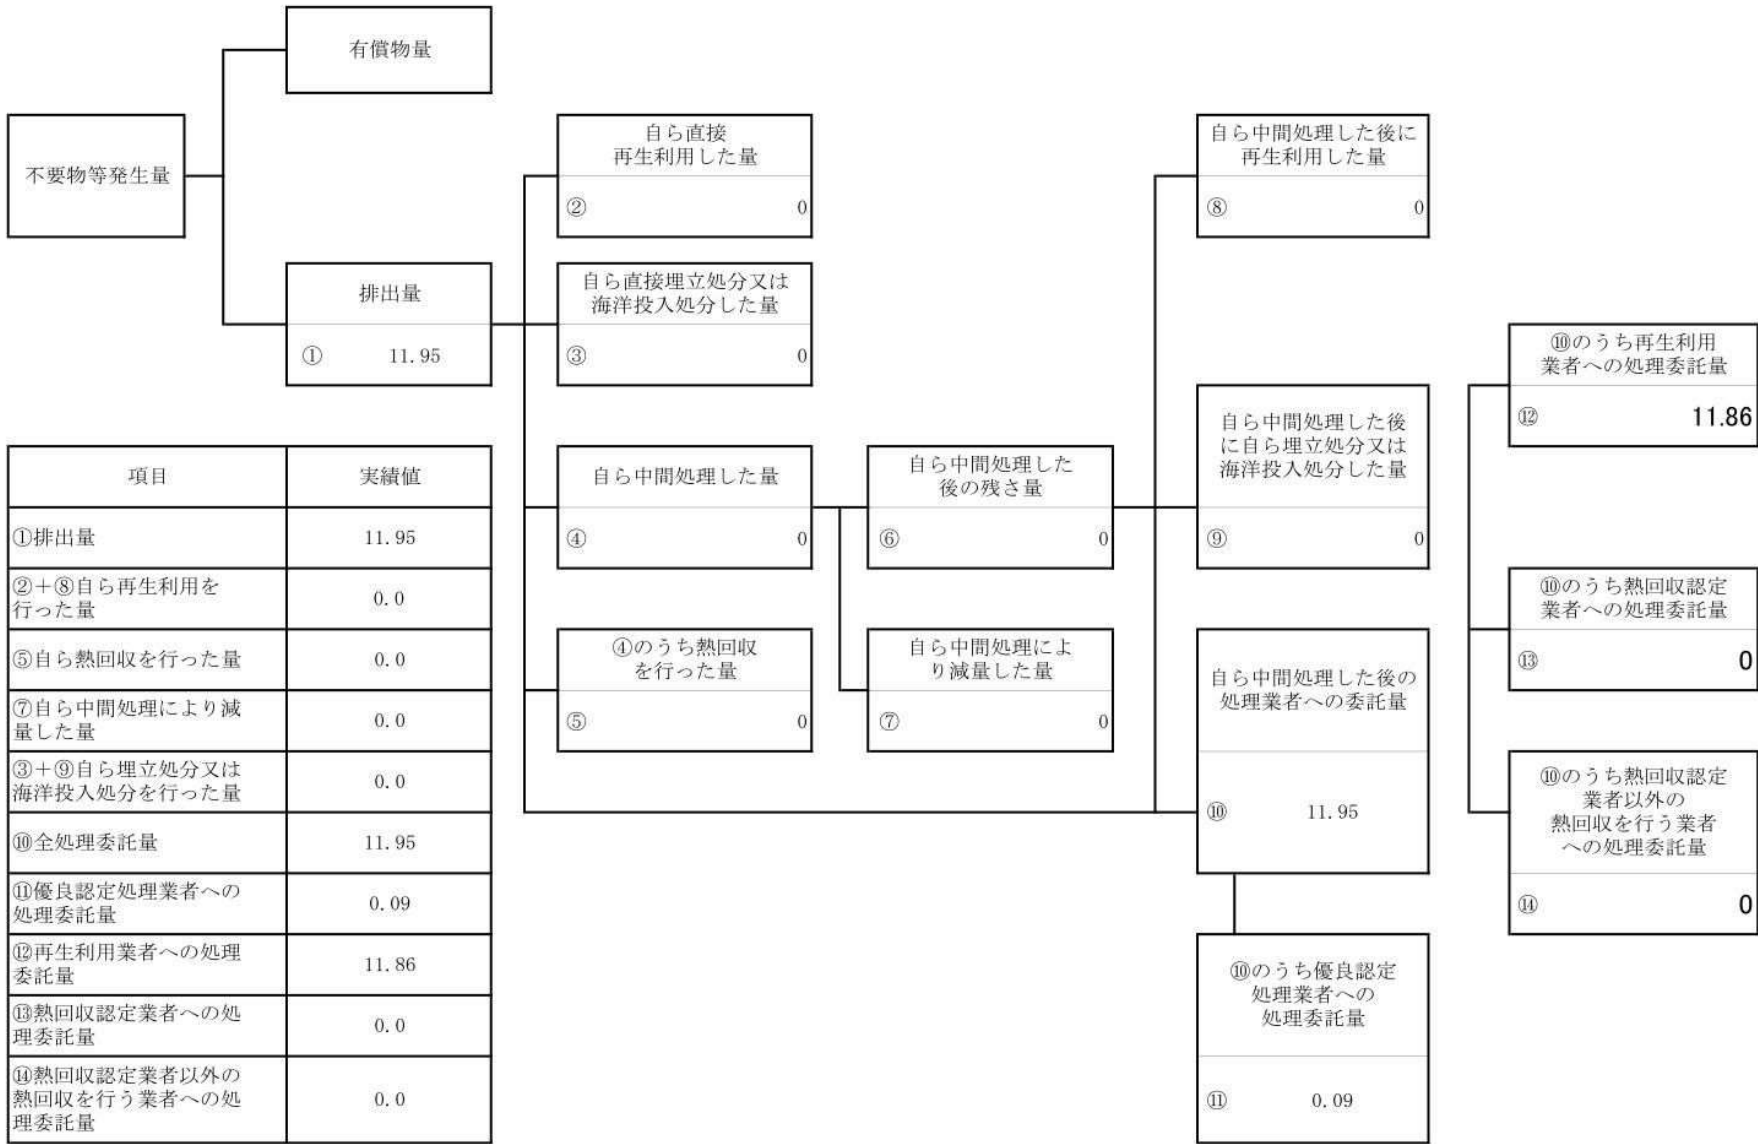 有償物量
不要物等発生量
排出量
① 11.95
自ら直接
再生利用した量
② 0
自ら直接埋立処分又は
海洋投入処分した量
③ 0
自ら中間処理した量
④ 0
④のうち熱回収
を行った量
⑤ 0
自ら中間処理した
後の残さ量
⑥ 0
自ら中間処理によ
り減量した量
⑦ 0
自ら中間処理した後に
再生利用した量
⑧ 0
自ら中間処理した後
に自ら埋立処分又は
海洋投入処分した量
⑨ 0
自ら中間処理した後の
処理業者への委託量
⑩ 11.95
⑩のうち優良認定
処理業者への
処理委託量
⑪ 0.09
⑩のうち再生利用
業者への処理委託量
⑫ 11.86
⑩のうち熱回収認定
業者への処理委託量
⑬ 0
⑩のうち熱回収認定
業者以外の
熱回収を行う業者
への処理委託量
⑭ 0
項目 実績値
①排出量 11.95
②＋⑧自ら再生利用を
行った量 0.0
⑤自ら熱回収を行った量 0.0
⑦自ら中間処理により減
量した量 0.0
③＋⑨自ら埋立処分又は
海洋投入処分を行った量 0.0
⑩全処理委託量 11.95
⑪優良認定処理業者への
処理委託量 0.09
⑫再生利用業者への処理
委託量 11.86
⑬熱回収認定業者への処
理委託量 0.0
⑭熱回収認定業者以外の
熱回収を行う業者への処
理委託量 0.0